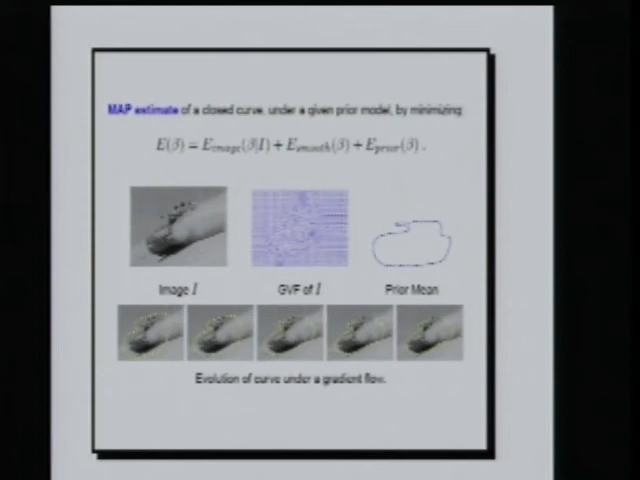 MAP estimate of a closed curve, under a given prior model, by minimizing:
E(β) = E_image(β|I) + E_smooth(β) + E_prior(β) .
Image I
GVF of I
Prior Mean
Evolution of curve under a gradient flow.